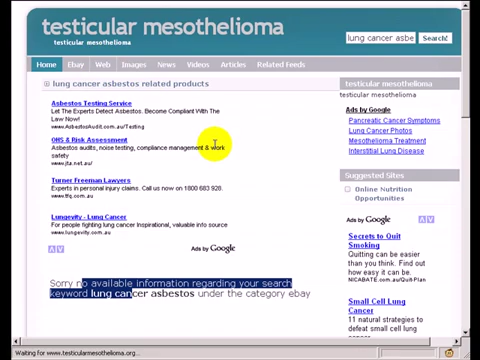 testicular mesothelioma
testicular mesothelioma
lung cancer asbe
Search!
Home Ebay Web Images News Videos Articles Related Feeds
lung cancer asbestos related products
Asbestos Testing Service
Let The Experts Detect Asbestos. Become Compliant With The
Law Now!
www.AsbestosAudit.com.au/Testing
OHS & Risk Assessment
Asbestos audits, noise testing, compliance management & work
safety
www.jta.net.au/
Turner Freeman Lawyers
Experts in personal injury claims. Call us now on 1800 683 928.
www.tfq.com.au
Lungevity - Lung Cancer
For people fighting lung cancer Inspirational, valuable info source
www.lungevity.com
Ads by Google
Sorry no available information regarding your search
keyword lung cancer asbestos under the category ebay
testicular mesothelioma
testicular mesothelioma
Ads by Google
Pancreatic Cancer Symptoms
Lung Cancer Photos
Mesothelioma Treatment
Interstitial Lung Disease
Suggested Sites
Online Nutrition
Opportunities
Ads by Google
Secrets to Quit
Smoking
Quitting can be easier
than you think. Find out
how easy it can be.
NICABATE.com.au/QuitPlan
Small Cell Lung
Cancer
11 natural strategies to
defeat small cell lung
Waiting for www.testicularmesothelioma.org...